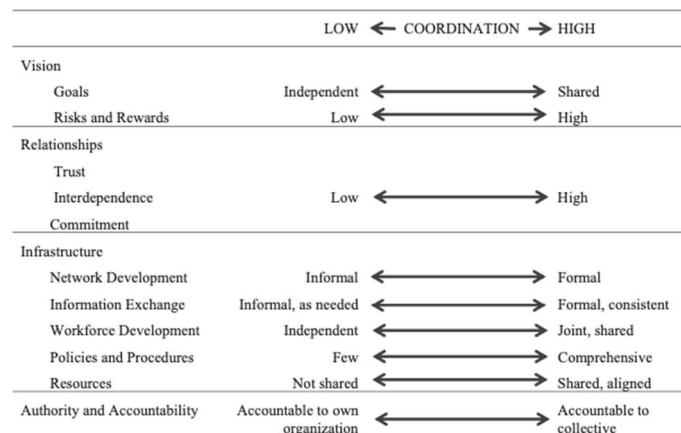 LOW COORDINATION HIGH
Vision
Goals Independent Shared
Risks and Rewards Low High
Relationships
Trust
Interdependence Low High
Commitment
Infrastructure
Network Development Informal Formal
Information Exchange Informal, as needed Formal, consistent
Workforce Development Independent Joint, shared
Policies and Procedures Few Comprehensive
Resources Not shared Shared, aligned
Authority and Accountability Accountable to own Accountable to
organization collective